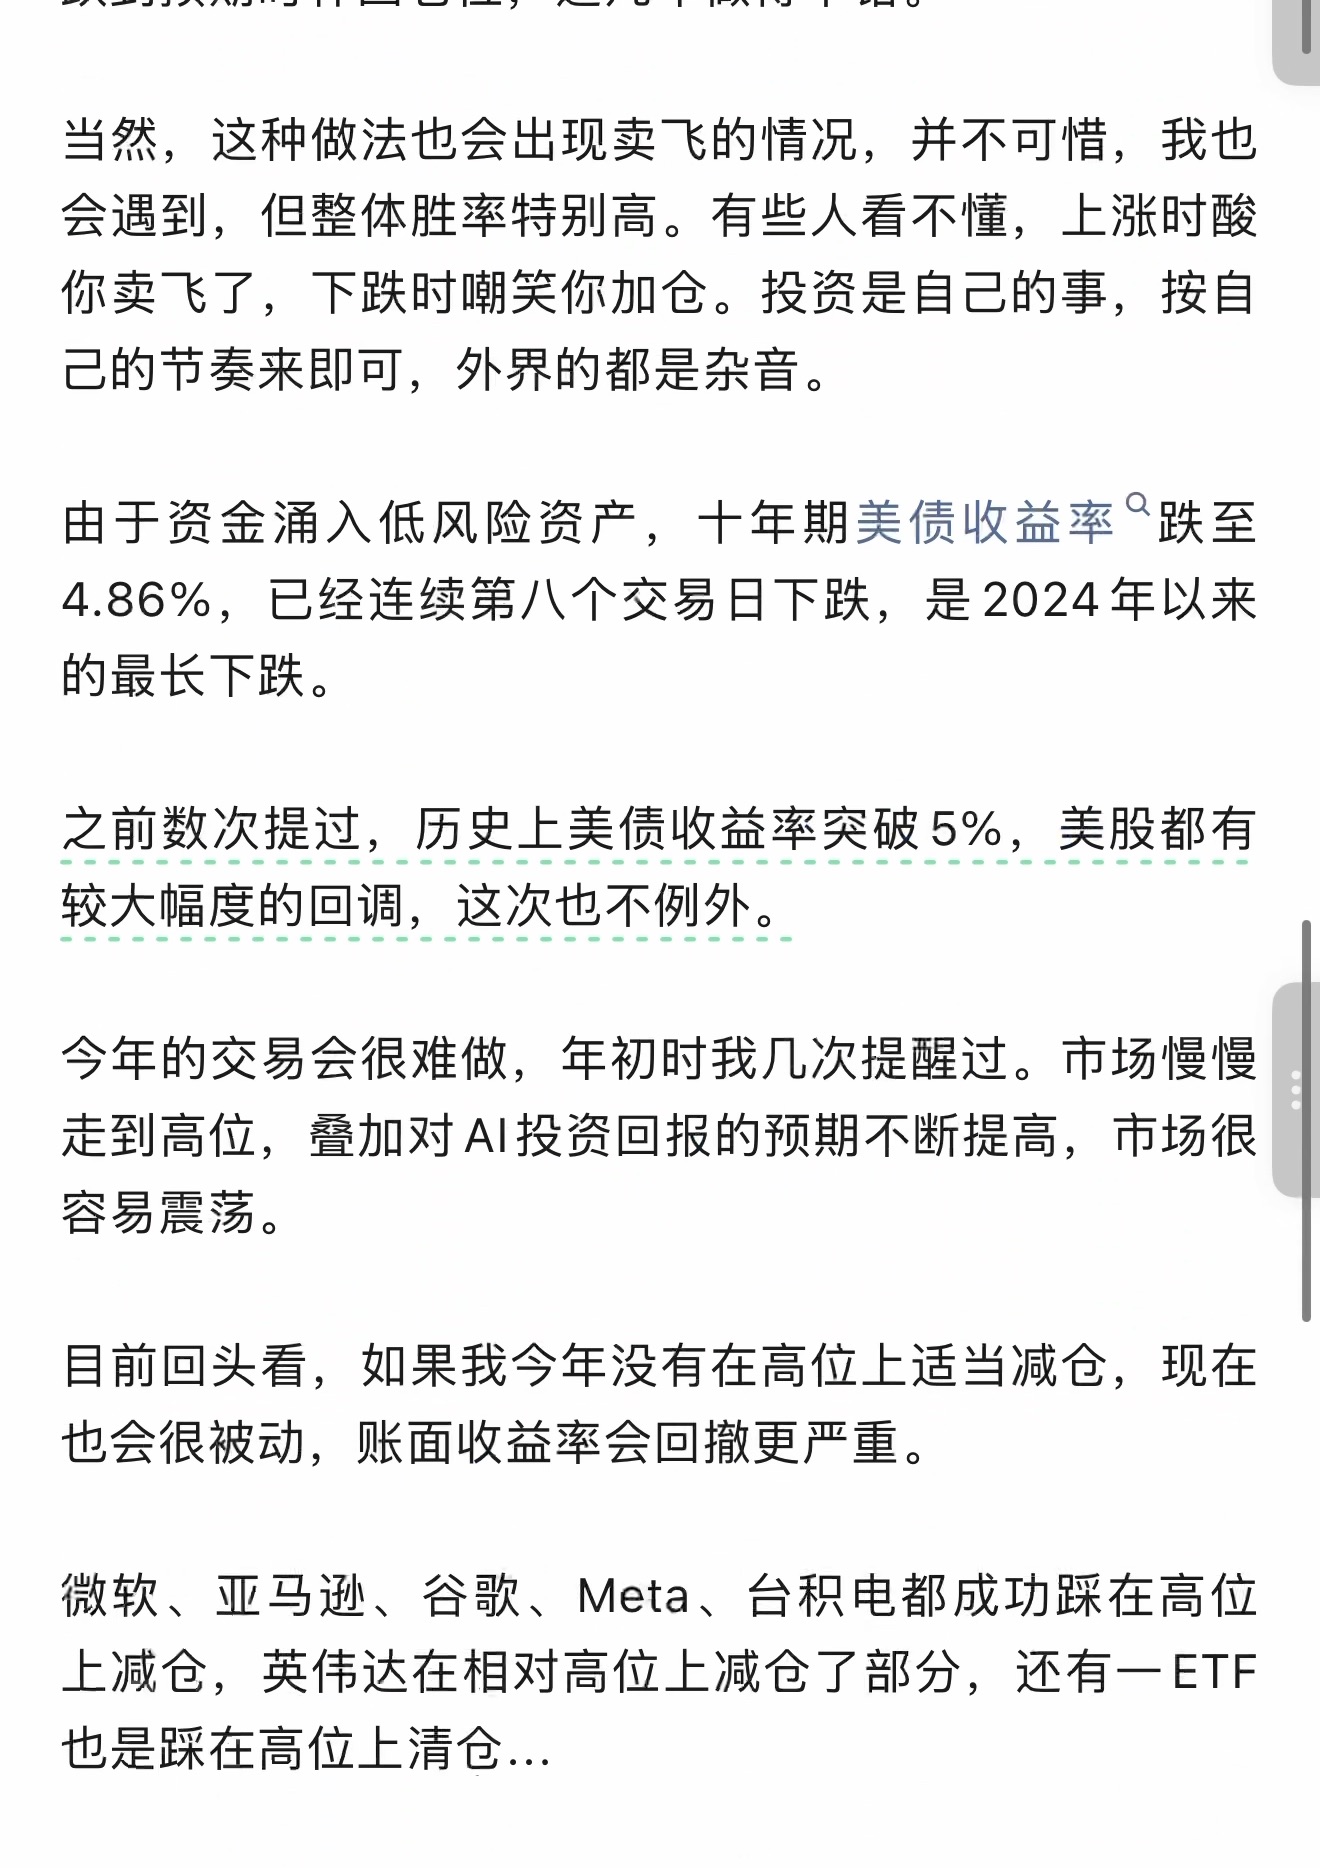 当然，这种做法也会出现卖飞的情况，并不可惜，我也
会遇到，但整体胜率特别高。有些人看不懂，上涨时酸
你卖飞了，下跌时嘲笑你加仓。投资是自己的事，按自
己的节奏来即可，外界的都是杂音。
由于资金涌入低风险资产，十年期美债收益率跌至
4.86%，已经连续第八个交易日下跌，是2024年以来
的最长下跌。
之前数次提过，历史上美债收益率突破5%，美股都有
较大幅度的回调，这次也不例外。
今年的交易会很难做，年初时我几次提醒过。市场慢慢
走到高位，叠加对AI投资回报的预期不断提高，市场很
容易震荡。
目前回头看，如果我今年没有在高位上适当减仓，现在
也会很被动，账面收益率会回撤更严重。
微软、亚马逊、谷歌、Meta、台积电都成功踩在高位
上减仓，英伟达在相对高位上减仓了部分，还有一ETF
也是踩在高位上清仓...